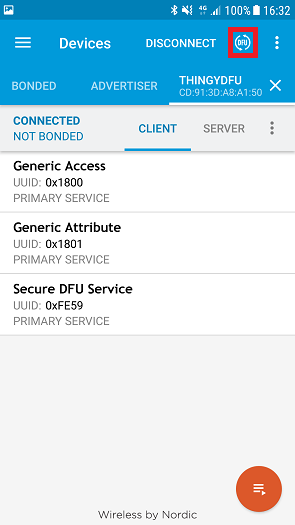 4G 100% 16:32
Devices DISCONNECT DFU
BONDED ADVERTISER THINGYDFU
CD:91:3D:A8:A1:50
CONNECTED
NOT BONDED CLIENT SERVER
Generic Access
UUID: 0x1800
PRIMARY SERVICE
Generic Attribute
UUID: 0x1801
PRIMARY SERVICE
Secure DFU Service
UUID: 0xFE59
PRIMARY SERVICE
Wireless by Nordic